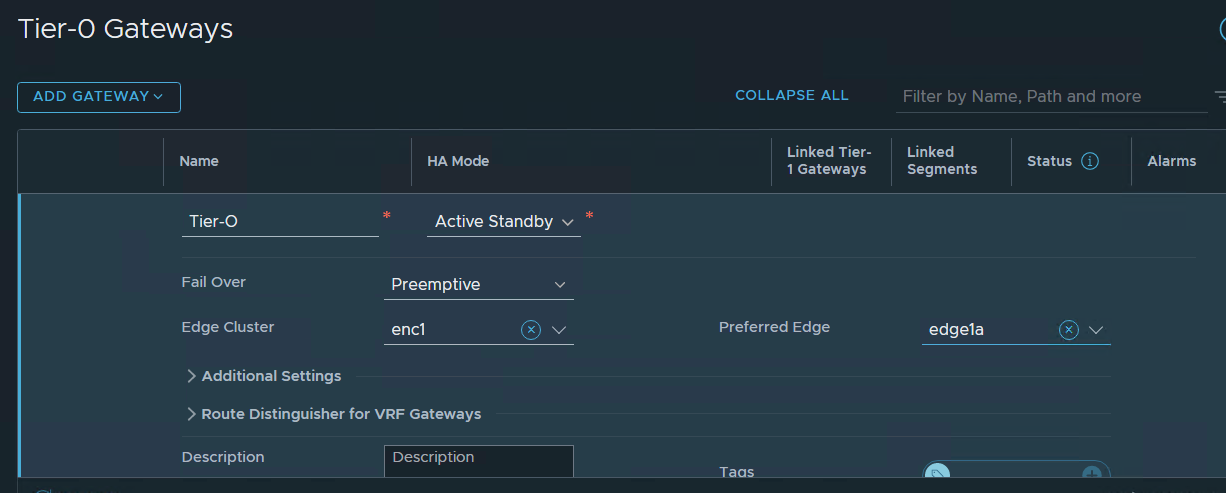 Tier-0 Gateways
ADD GATEWAY
COLLAPSE ALL
Filter by Name, Path and more
Name
HA Mode
Linked Tier-
1 Gateways
Linked
Segments
Status
Alarms
Tier-O *
Active Standby *
Fail Over
Preemptive
Edge Cluster
enc1
Preferred Edge
edge1a
Additional Settings
Route Distinguisher for VRF Gateways
Description
Description
Tags